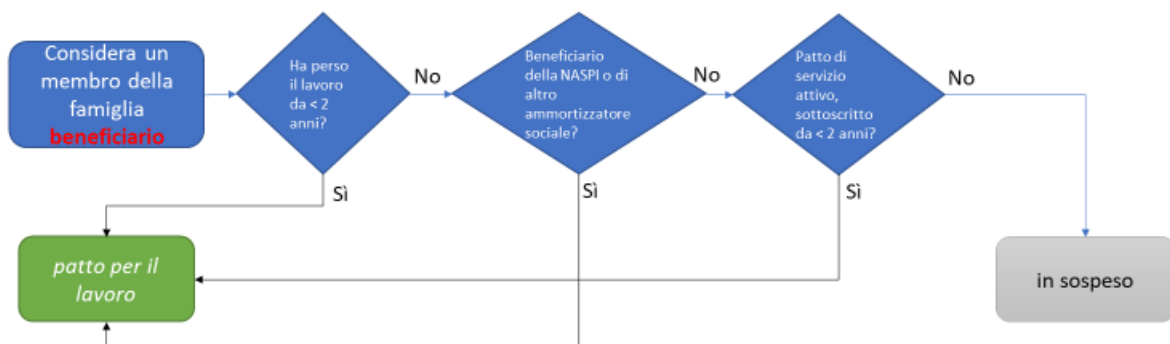 Considera un
membro della
famiglia
beneficiario
Ha perso
il lavoro
da < 2
anni?
No
Beneficiario
della NASPI o di
altro
ammortizzatore
sociale?
No
Patto di
servizio
attivo,
sottoscritto
da < 2 anni?
No
Sì
Sì
Sì
patto per il
lavoro
in sospeso